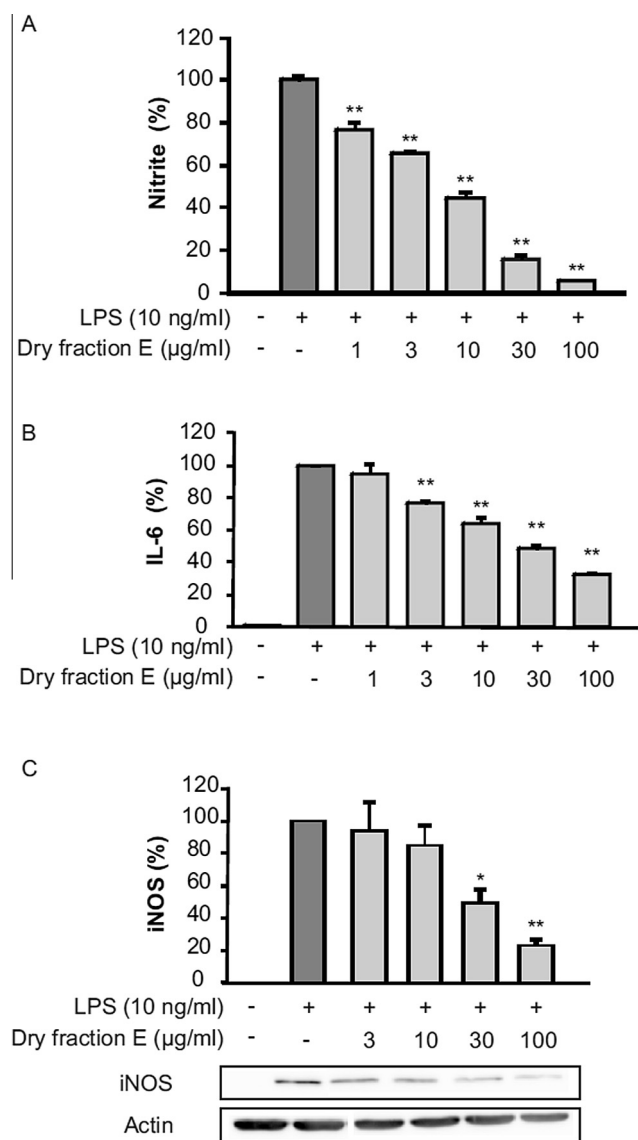 A
120
100
80
60
40
20
0
Nitrite (%)
** ** ** ** **
LPS (10 ng/ml) - + + + + + +
Dry fraction E (µg/ml) - - 1 3 10 30 100
B
120
100
80
60
40
20
0
IL-6 (%)
** ** ** **
LPS (10 ng/ml) - + + + + + +
Dry fraction E (µg/ml) - - 1 3 10 30 100
C
120
100
80
60
40
20
0
iNOS (%)
* **
LPS (10 ng/ml) - + + + + +
Dry fraction E (µg/ml) - - 3 10 30 100
iNOS
Actin